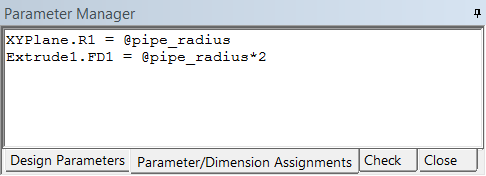 Parameter Manager
XYPlane.R1 = @pipe_radius
Extrude1.FD1 = @pipe_radius*2
Design Parameters Parameter/Dimension Assignments Check Close